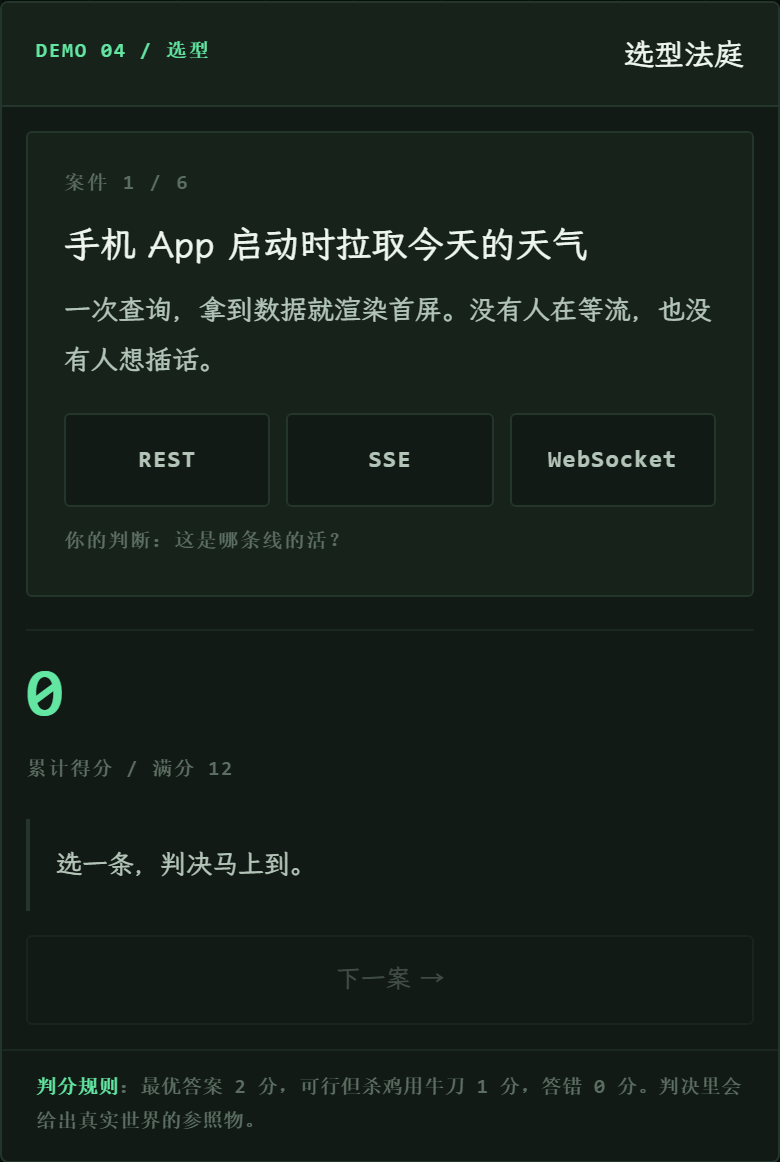 DEMO 04 / 选型
选型法庭
案件 1 / 6
手机 App 启动时拉取今天的天气
一次查询，拿到数据就渲染首屏。没有人在等流，也没
有人想插话。
REST
SSE
WebSocket
你的判断：这是哪条线的活？
0
累计得分 / 满分 12
选一条，判决马上到。
下一案 →
判分规则：最优答案 2 分，可行但杀鸡用牛刀 1 分，答错 0 分。判决里会
给出真实世界的参照物。